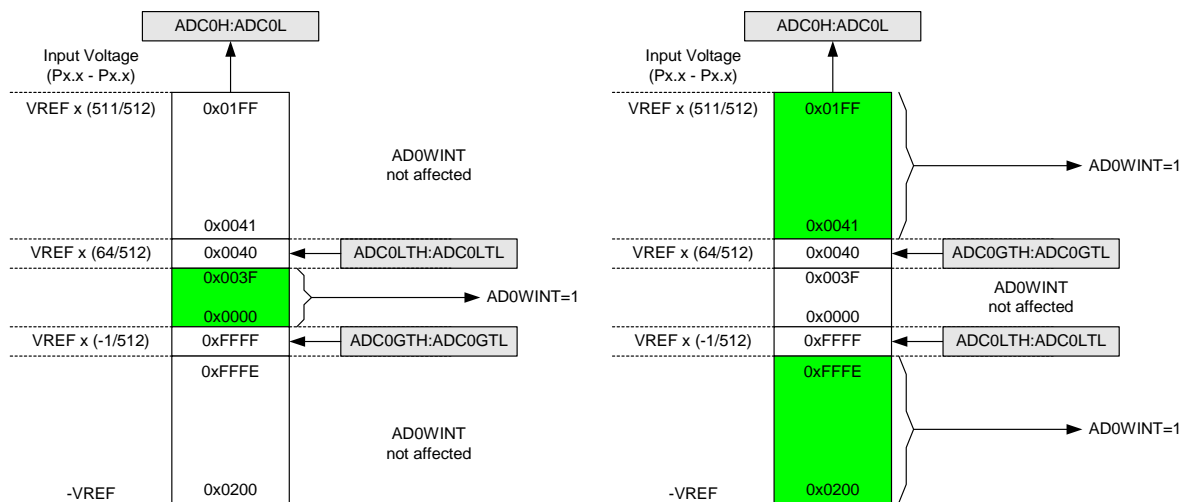 ADC0H:ADC0L
Input Voltage
(Px.x - Px.x)
VREF x (511/512)
0x01FF
AD0WINT
not affected
0x0041
VREF x (64/512)
0x0040
ADC0LTH:ADC0LTL
0x003F
AD0WINT=1
0x0000
VREF x (-1/512)
0xFFFF
ADC0GTH:ADC0GTL
0xFFFE
AD0WINT
not affected
-VREF
0x0200
ADC0H:ADC0L
Input Voltage
(Px.x - Px.x)
VREF x (511/512)
0x01FF
AD0WINT=1
0x0041
VREF x (64/512)
0x0040
ADC0GTH:ADC0GTL
0x003F
AD0WINT
not affected
0x0000
VREF x (-1/512)
0xFFFF
ADC0LTH:ADC0LTL
0xFFFE
AD0WINT=1
-VREF
0x0200